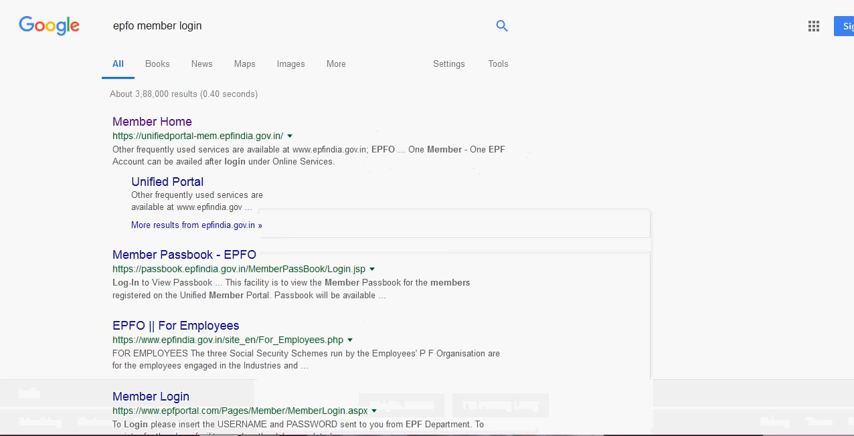 Google
epfo member login
Sig
All Books News Maps Images More Settings Tools
About 3,88,000 results (0.40 seconds)
Member Home
https://unifiedportal-mem.epfindia.gov.in/
Other frequently used services are available at www.epfindia.gov.in; EPFO ... One Member - One EPF
Account can be availed after login under Online Services.
Unified Portal
Other frequently used services are
available at www.epfindia.gov ...
More results from epfindia.gov.in »
Member Passbook - EPFO
https://passbook.epfindia.gov.in/MemberPassBook/Login.jsp
Log-In to View Passbook ... This facility is to view the Member Passbook for the members
registered on the Unified Member Portal. Passbook will be available ...
EPFO || For Employees
https://www.epfindia.gov.in/site_en/For_Employees.php
FOR EMPLOYEES The three Social Security Schemes run by the Employees' P F Organisation are
for the employees engaged in the Industries and ...
Member Login
https://www.epfportal.com/Pages/Member/MemberLogin.aspx
To Login please insert the USERNAME and PASSWORD sent to you from EPF Department. To